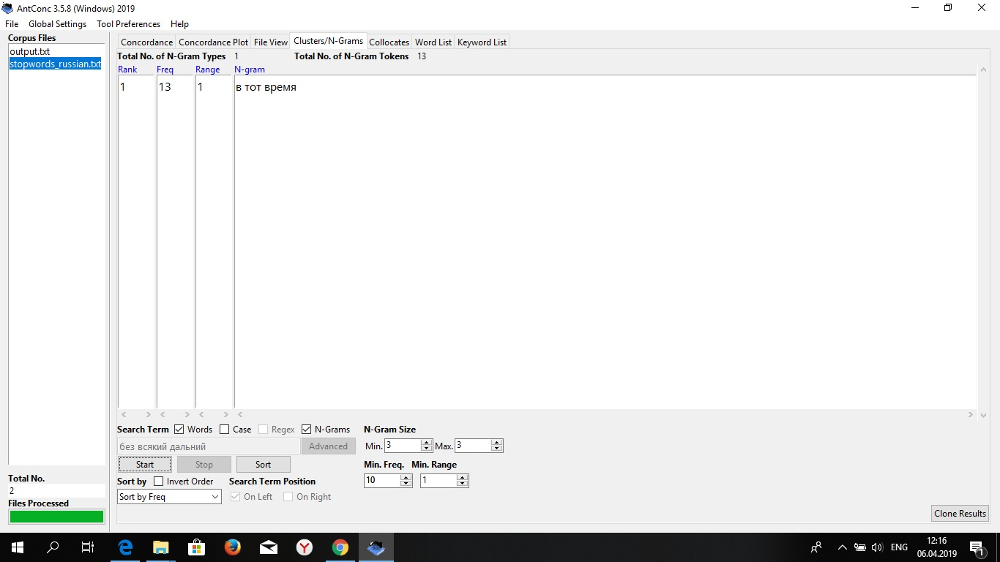 AntConc 3.5.8 (Windows) 2019
File Global Settings Tool Preferences Help
Corpus Files
output.txt
stopwords_russian.txt
Concordance Concordance Plot File View Clusters/N-Grams Collocates Word List Keyword List
Total No. of N-Gram Types 1 Total No. of N-Gram Tokens 13
Rank Freq Range N-gram
1 13 1 в тот время
Search Term Words Case Regex N-Grams N-Gram Size
без всякий дальний Advanced Min. 3 Max. 3
Start Stop Sort Min. Freq. Min. Range
Total No.
2
Files Processed
Sort by Invert Order Search Term Position 10 1
Sort by Freq On Left On Right
Clone Results
ENG 12:16
06.04.2019 1